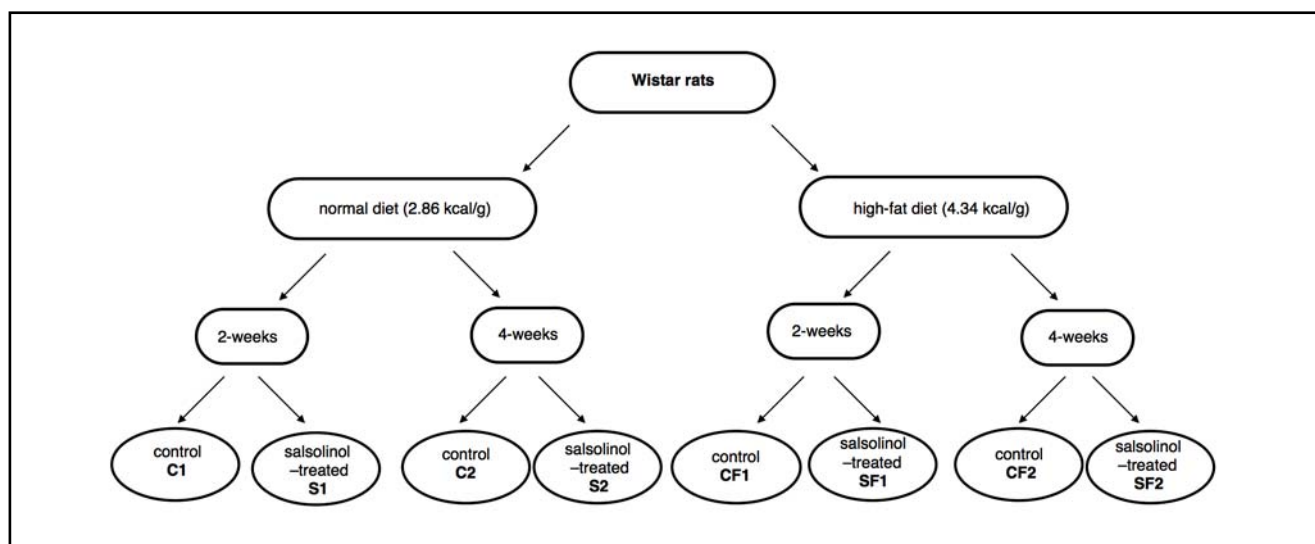 Wistar rats
normal diet (2.86 kcal/g)
high-fat diet (4.34 kcal/g)
2-weeks
4-weeks
2-weeks
4-weeks
control
C1
salsolinol
–treated
S1
control
C2
salsolinol
–treated
S2
control
CF1
salsolinol
–treated
SF1
control
CF2
salsolinol
–treated
SF2